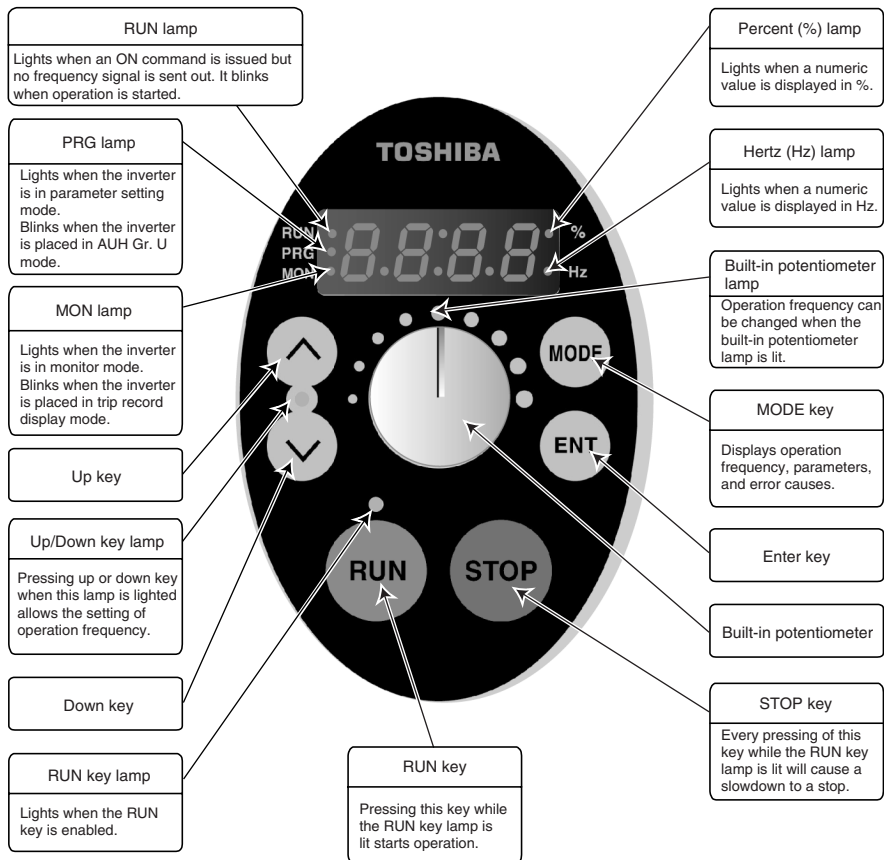 RUN lamp
Lights when an ON command is issued but
no frequency signal is sent out. It blinks
when operation is started.
PRG lamp
Lights when the inverter
is in parameter setting
mode.
Blinks when the inverter
is placed in AUH Gr. U
mode.
MON lamp
Lights when the inverter
is in monitor mode.
Blinks when the inverter
is placed in trip record
display mode.
Up key
Up/Down key lamp
Pressing up or down key
when this lamp is lighted
allows the setting of
operation frequency.
Down key
RUN key lamp
Lights when the RUN
key is enabled.
TOSHIBA
RUN
PRG
MON
8.8.8.8.
%
Hz
MODE
ENT
RUN
STOP
RUN key
Pressing this key while
the RUN key lamp is
lit starts operation.
Percent (%) lamp
Lights when a numeric
value is displayed in %.
Hertz (Hz) lamp
Lights when a numeric
value is displayed in Hz.
Built-in potentiometer
lamp
Operation frequency can
be changed when the
built-in potentiometer
lamp is lit.
MODE key
Displays operation
frequency, parameters,
and error causes.
Enter key
Built-in potentiometer
STOP key
Every pressing of this
key while the RUN key
lamp is lit will cause a
slowdown to a stop.